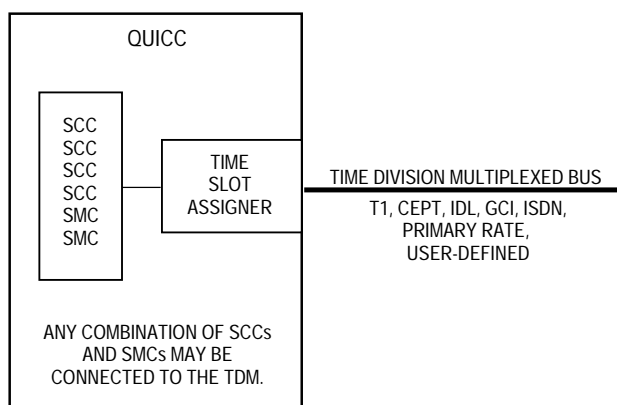 QUICC
SCC
SCC
SCC
SCC
SMC
SMC
TIME
SLOT
ASSIGNER
TIME DIVISION MULTIPLEXED BUS
T1, CEPT, IDL, GCI, ISDN,
PRIMARY RATE,
USER-DEFINED
ANY COMBINATION OF SCCs
AND SMCs MAY BE
CONNECTED TO THE TDM.